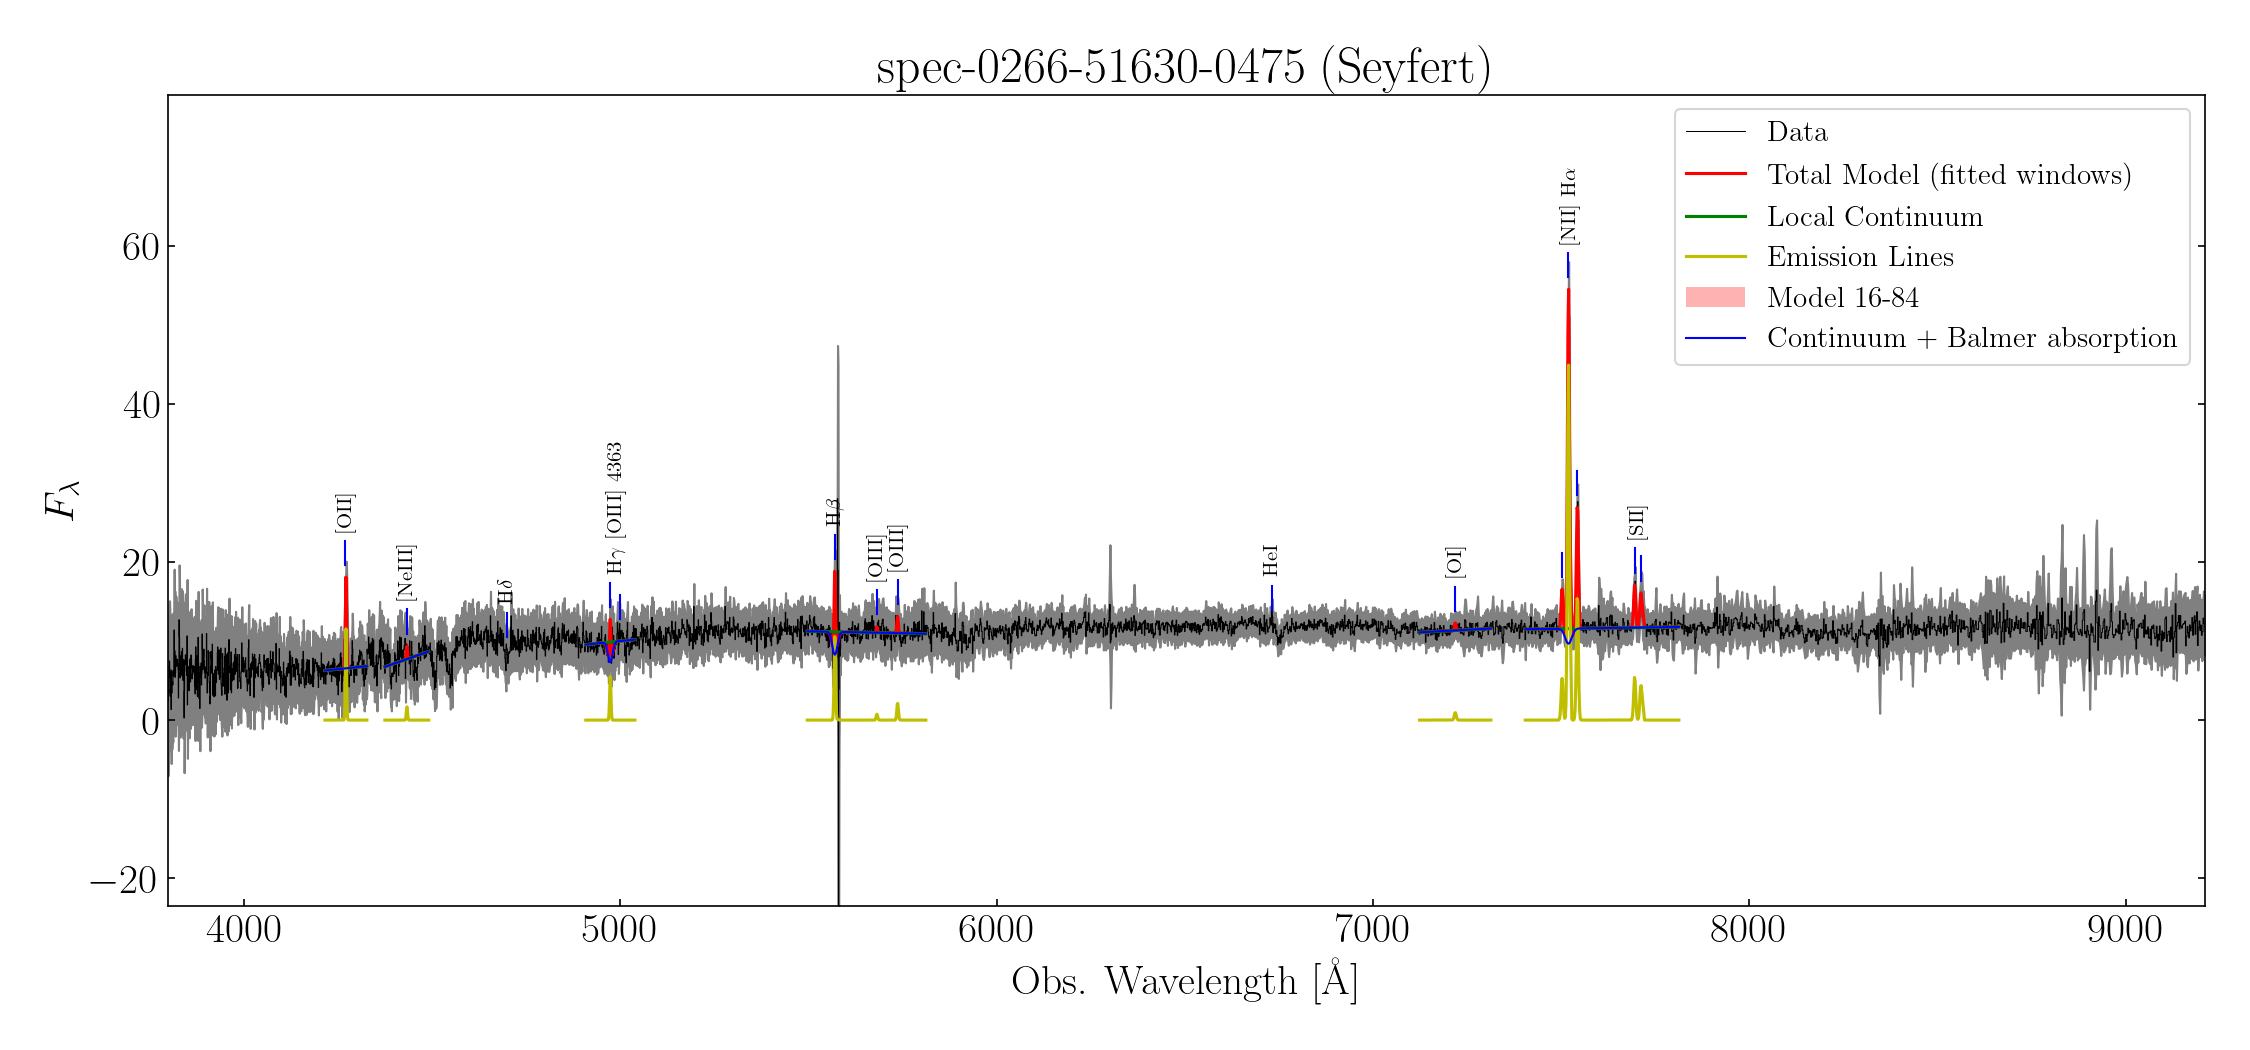 spec-0266-51630-0475 (Seyfert)
Data
Total Model (fitted windows)
Local Continuum
Emission Lines
Model 16-84
Continuum + Balmer absorption
[NII] Hα
[OII]
[NeIII]
Hδ
Hγ [OIII] 4363
Hβ
[OIII]
[OIII]
HeI
[OI]
[SII]
60
40
20
0
−20
F_λ
4000
5000
6000
7000
8000
9000
Obs. Wavelength [Å]